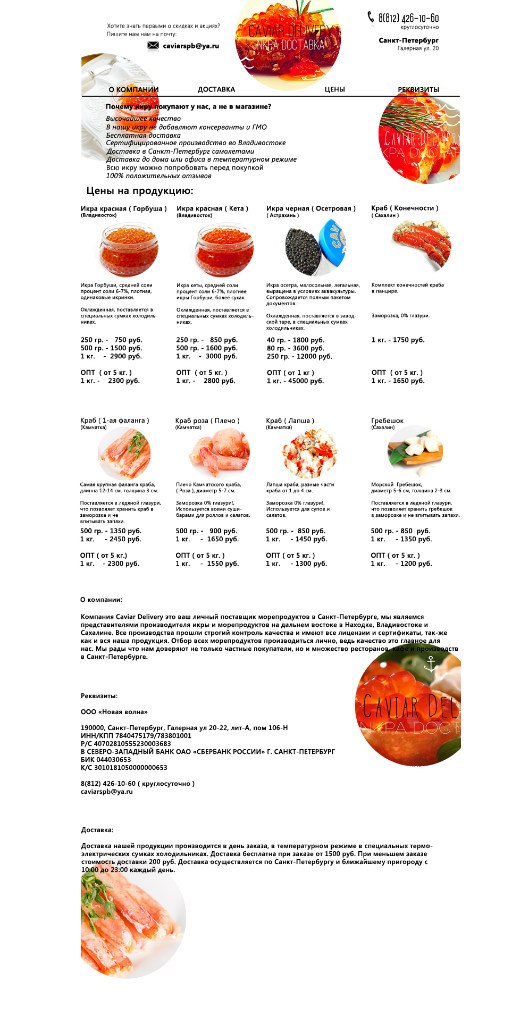 Хотите знать первыми о скидках и акциях?
Пишите нам нам на почту:
caviarspb@ya.ru
CAVIAR DELIVERY
ИКРА ДОСТАВКА
8(812) 426-10-60
круглосуточно
Санкт-Петербург
Галерная ул. 20
О КОМПАНИИ ДОСТАВКА ЦЕНЫ РЕКВИЗИТЫ
Почему икру покупают у нас, а не в магазине?
Высочайшее качество
В нашу икру не добавляют консерванты и ГМО
Бесплатная доставка
Сертифицированное производство во Владивостоке
Доставка в Санкт-Петербург самолетами
Доставка до дома или офиса в температурном режиме
Всю икру можно попробовать перед покупкой
100% положительных отзывов
Цены на продукцию:
Икра красная ( Горбуша )
(Владивосток)
Икра Горбуши, средней соли
процент соли 6-7%, плотные,
одинаковые икринки.
Охлажденная, поставляется в
специальных сумках холодиль-
никах.
250 гр. - 750 руб.
500 гр. - 1500 руб.
1 кг. - 2900 руб.
ОПТ ( от 5 кг. )
1 кг. - 2300 руб.
Икра красная ( Кета )
(Владивосток)
Икра кеты, средней соли
процент соли 6-7%, плотнее
икры Горбуши, более сухая.
Охлажденная, поставляется в
специальных сумках холодиль-
никах.
250 гр. - 850 руб.
500 гр. - 1600 руб.
1 кг. - 3000 руб.
ОПТ ( от 5 кг. )
1 кг. - 2800 руб.
Икра черная ( Осетровая )
( Астрахань )
Икра осетра, малосольная, легальная,
выращена в условиях аквакультуры.
Сопровождается полным пакетом
документов
Охлажденная, поставляется в завод-
ской таре, в специальных сумках
холодильниках.
40 гр. - 1800 руб.
80 гр. - 3600 руб.
250 гр. - 12000 руб.
ОПТ ( от 1 кг )
1 кг. - 45000 руб.
Краб ( Конечности )
( Сахалин )
Комплект конечностей краба
в панцире.
Заморозка, 0% глазури.
1 кг. - 1750 руб.
ОПТ ( от 5 кг. )
1 кг. - 1650 руб.
Краб ( 1-ая фаланга )
(Камчатка)
Самая крупная фаланга краба,
длинна 12-14 см, толщина 3 см.
Поставляется в ледяной глазури,
что позволяет хранить краб в
заморозке и не
впитывать запахи.
500 гр. - 1350 руб.
1 кг. - 2450 руб.
ОПТ ( от 5 кг.)
1 кг. - 2300 руб.
Краб роза ( Плечо )
(Камчатка)
Плечо Камчатского краба,
( Роза ), диаметр 5-7 см.
Заморозка 0% глазури.
Используется всеми суши-
барами для роллов и салатов.
500 гр. - 900 руб.
1 кг. - 1650 руб.
ОПТ ( от 5 кг. )
1 кг. - 1550 руб.
Краб ( Лапша )
(Камчатка)
Лапша краба, разные части
краба от 1 до 4 см.
Заморозка 0% глазури.
Используется для супов и
салатов.
500 гр. - 850 руб.
1 кг. - 1450 руб.
ОПТ ( от 5 кг. )
1 кг. - 1300 руб.
Гребешок
(Сахалин)
Морской Гребешок,
диаметр 5-6 см, толщина 2-3 см.
Поставляется в ледяной глазури,
что позволяет хранить гребешок
в заморозке и не впитывать запахи.
500 гр. - 850 руб.
1 кг. - 1350 руб.
ОПТ ( от 5 кг. )
1 кг. - 1200 руб.
О компании:
Компания Caviar Delivery это ваш личный поставщик морепродуктов в Санкт-Петербурге, мы являемся
представителями производителя икры и морепродуктов на дальнем востоке в Находке, Владивостоке и
Сахалине. Все производства прошли строгий контроль качества и имеют все лицензии и сертификаты, так-же
как и вся наша продукция. Отбор всех морепродуктов производиться лично, ведь качество это главное для
нас. Мы рады что нам доверяют не только частные покупатели, но и множество ресторанов, кафе и производств
в Санкт-Петербурге.
Реквизиты:
ООО «Новая волна»
190000, Санкт-Петербург, Галерная ул 20-22, лит-А, пом 106-Н
ИНН/КПП 7840475179/783801001
Р/С 40702810555230003683
В СЕВЕРО-ЗАПАДНЫЙ БАНК ОАО «СБЕРБАНК РОССИИ» Г. САНКТ-ПЕТЕРБУРГ
БИК 044030653
К/С 3010181050000000653
8(812) 426-10-60 ( круглосуточно )
caviarspb@ya.ru
Доставка:
Доставка нашей продукции производится в день заказа, в температурном режиме в специальных термо-
электрических сумках холодильниках. Доставка бесплатна при заказе от 1500 руб. При меньшем заказе
стоимость доставки 200 руб. Доставка осуществляется по Санкт-Петербургу и ближайшему пригороду с
10:00 до 23:00 каждый день.